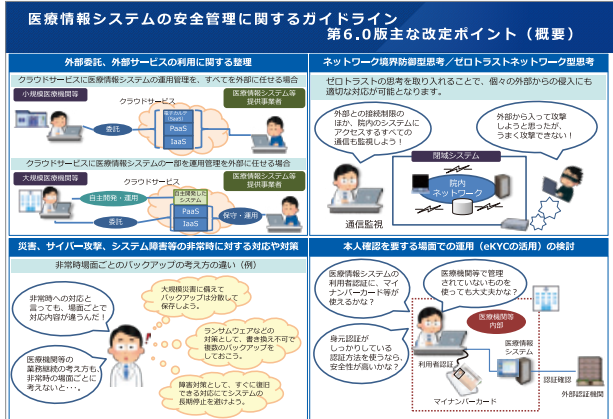 医療情報システムの安全管理に関するガイドライン
第6.0版主な改定ポイント（概要）
外部委託、外部サービスの利用に関する整理
クラウドサービスに医療情報システムの運用管理を、すべてを外部に任せる場合
小規模医療機関等
クラウドサービス
医療情報システム等
提供事業者
電子カルテ
(SaaS)
PaaS
IaaS
委託
クラウドサービスに医療情報システムの一部を運用管理を外部に任せる場合
大規模医療機関等
クラウドサービス
医療情報システム等
提供事業者
自主開発・運用
自主開発した
システム
PaaS
IaaS
委託
保守・運用
ネットワーク境界防御型思考／ゼロトラストネットワーク型思考
ゼロトラストの思考を取り入れることで、個々の外部からの侵入にも
適切な対応が可能となります。
外部との接続制限の
ほか、院内のシステムに
アクセスするすべての
通信も監視しよう！
外部から入って攻撃
しようと思ったが、
うまく攻撃できない！
閉域システム
院内
ネットワーク
通信監視
災害、サイバー攻撃、システム障害等の非常時に対する対応や対策
非常時場面ごとのバックアップの考え方の違い（例）
非常時への対応と
言っても、場面ごとで
対応内容が違うんだ！
医療機関等の
業務継続の考え方も、
非常時の場面ごとに
考えないと・・・。
大規模災害に備えて
バックアップは分散して
保存しよう。
ランサムウェアなどの
対策として、書き換え不可で
複数のバックアップを
しておこう。
障害対策として、すぐに復旧
できる対応にてシステムの
長期停止を避けよう。
本人確認を要する場面での運用（eKYCの活用）の検討
医療情報システムの
利用者認証に、マイ
ナンバーカード等が
使えるかな？
医療機関等で管理
されていないものを
使っても大丈夫かな？
身元認証が
しっかりしている
認証方法を使うなら、
安全性が高いかな？
医療機関等
内部
医療情報
システム
利用者認証
マイナンバーカード
認証確認
外部認証機関